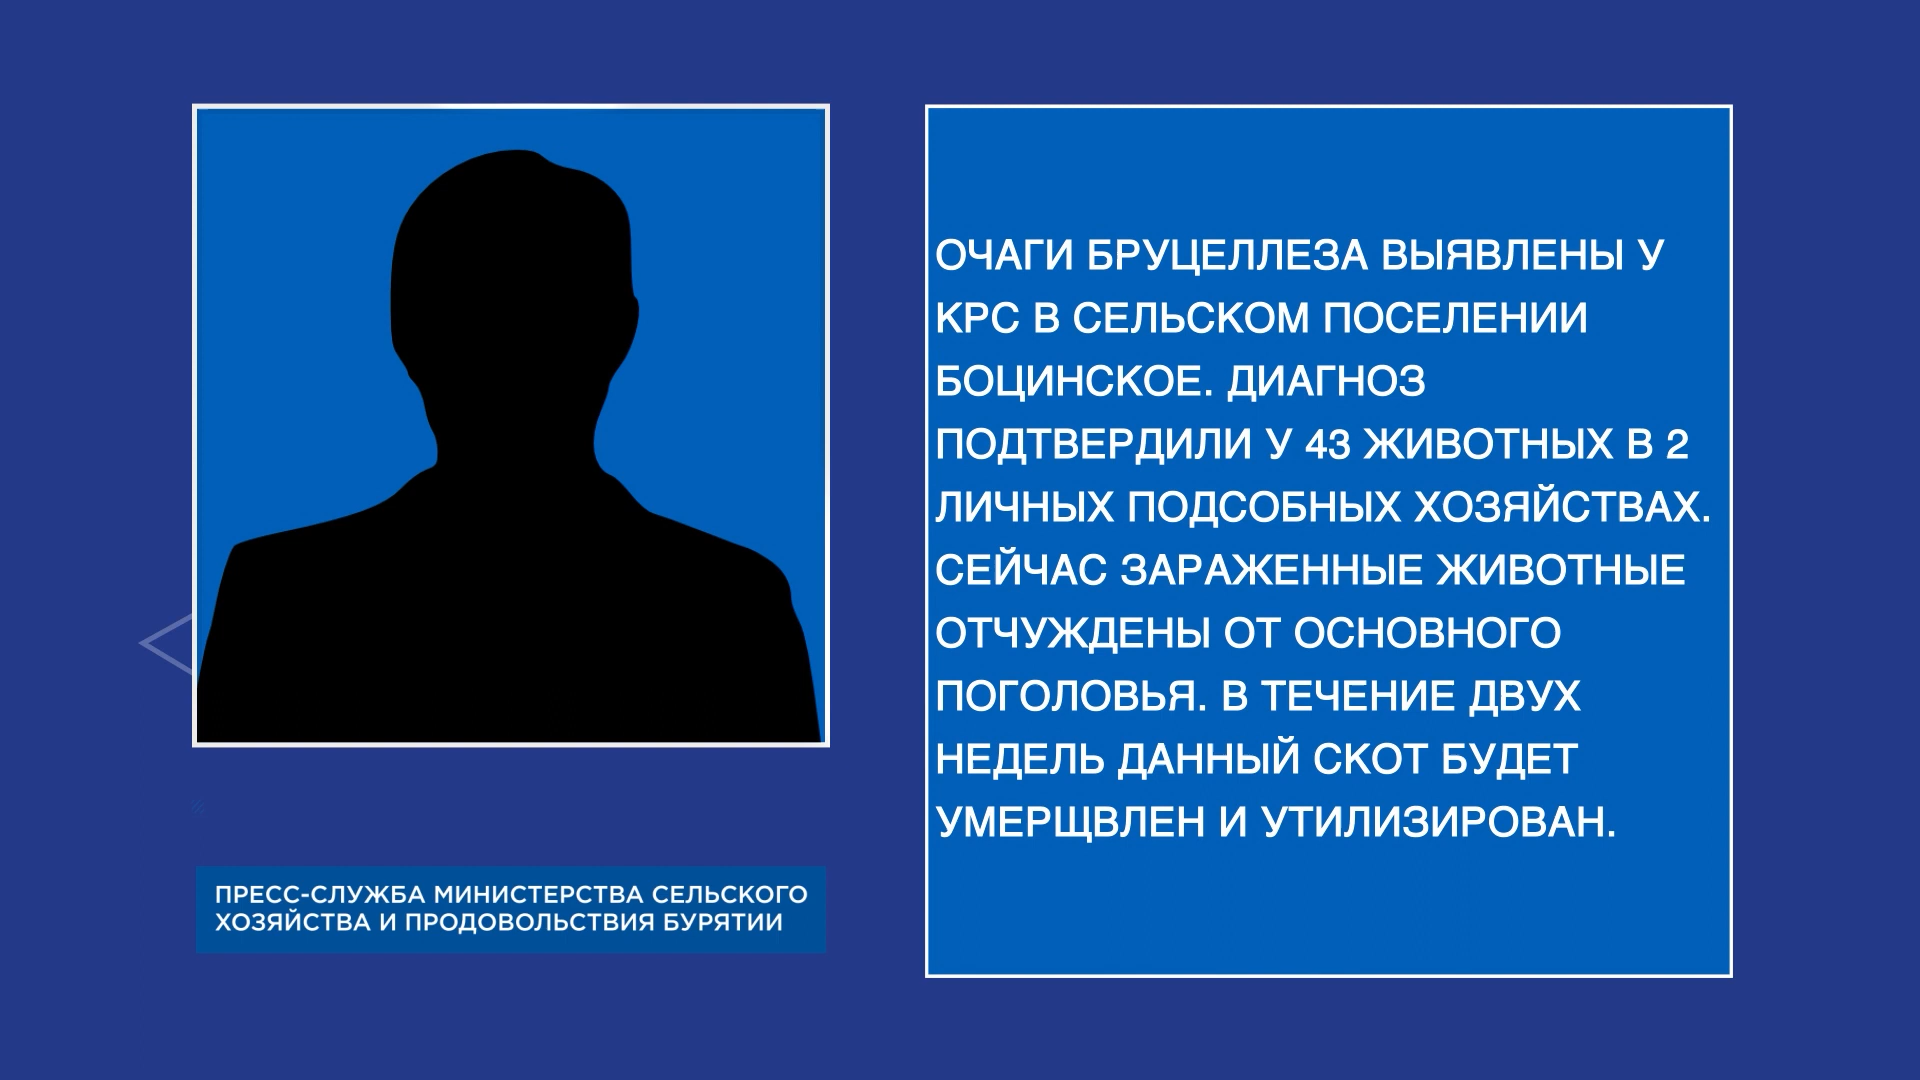 ОЧАГИ БРУЦЕЛЛЕЗА ВЫЯВЛЕНЫ У
КРС В СЕЛЬСКОМ ПОСЕЛЕНИИ
БОЦИНСКОЕ. ДИАГНОЗ
ПОДТВЕРДИЛИ У 43 ЖИВОТНЫХ В 2
ЛИЧНЫХ ПОДСОБНЫХ ХОЗЯЙСТВАХ.
СЕЙЧАС ЗАРАЖЕННЫЕ ЖИВОТНЫЕ
ОТЧУЖДЕНЫ ОТ ОСНОВНОГО
ПОГОЛОВЬЯ. В ТЕЧЕНИЕ ДВУХ
НЕДЕЛЬ ДАННЫЙ СКОТ БУДЕТ
УМЕРЩВЛЕН И УТИЛИЗИРОВАН.
ПРЕСС-СЛУЖБА МИНИСТЕРСТВА СЕЛЬСКОГО
ХОЗЯЙСТВА И ПРОДОВОЛЬСТВИЯ БУРЯТИИ